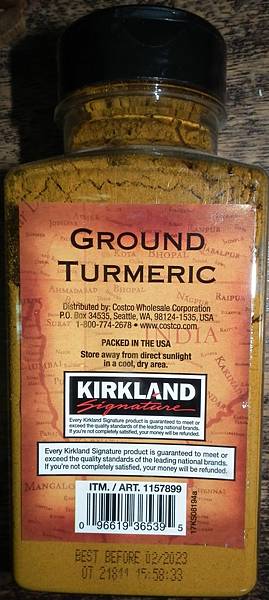 GROUND
TURMERIC
Distributed by: Costco Wholesale Corporation
P.O. Box 34535, Seattle, WA, 98124-1535, USA
1-800-774-2678 • www.costco.com
PACKED IN THE USA
Store away from direct sunlight
in a cool, dry area.
INDIA
KIRKLAND
Signature
Every Kirkland Signature product is guaranteed to meet or
exceed the quality standards of the leading national brands.
If you're not completely satisfied, your money will be refunded.
Every Kirkland Signature product is guaranteed to meet or
exceed the quality standards of the leading national brands.
If you're not completely satisfied, your money will be refunded.
ITM. / ART. 1157899
0 96619 36539 5
17KS08194a
BEST BEFORE 02/2023
OT 21811 15:58:33